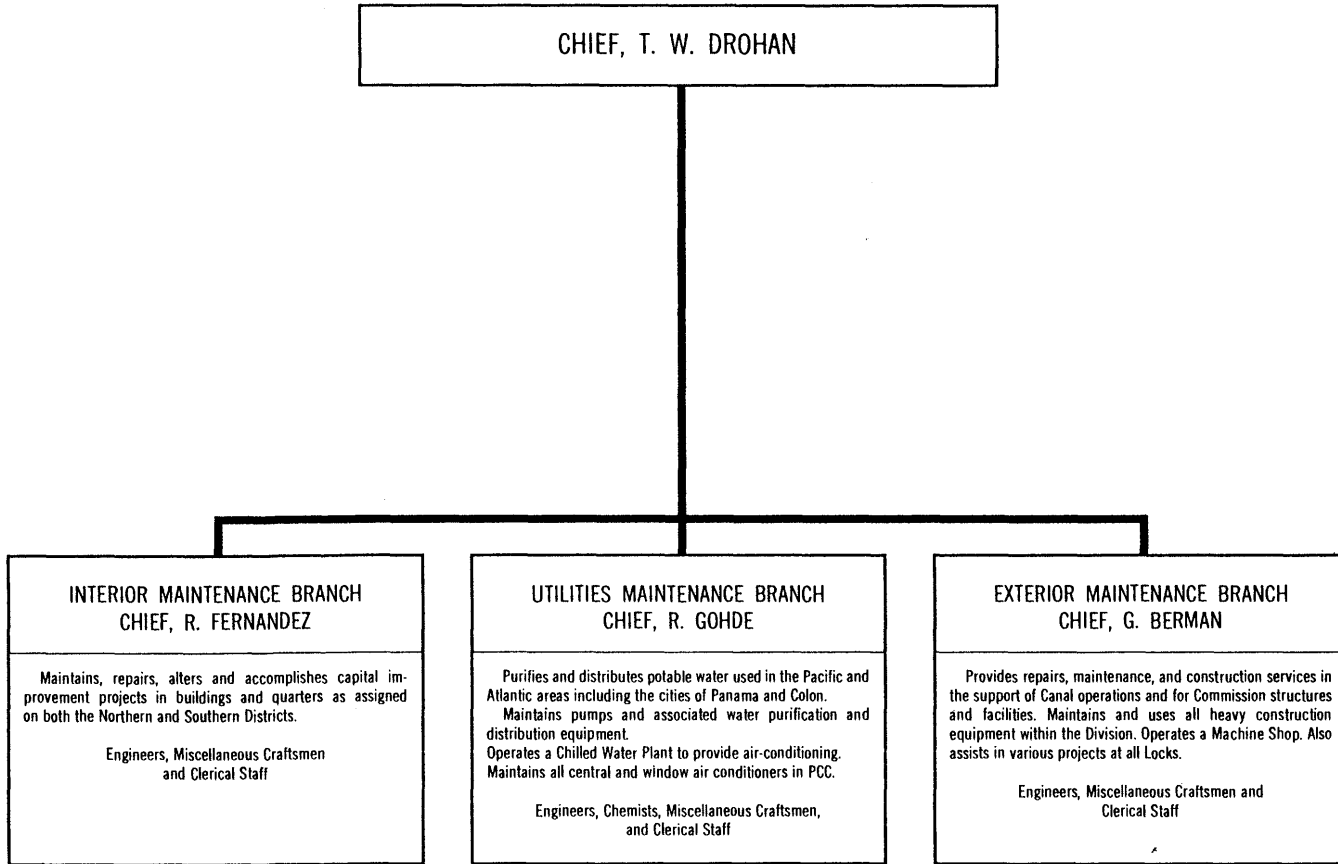 CHIEF, T. W. DROHAN
INTERIOR MAINTENANCE BRANCH
CHIEF, R. FERNANDEZ
Maintains, repairs, alters and accomplishes capital im-
provement projects in buildings and quarters as assigned
on both the Northern and Southern Districts.
Engineers, Miscellaneous Craftsmen
and Clerical Staff
UTILITIES MAINTENANCE BRANCH
CHIEF, R. GOHDE
Purifies and distributes potable water used in the Pacific and
Atlantic areas including the cities of Panama and Colon.
Maintains pumps and associated water purification and
distribution equipment.
Operates a Chilled Water Plant to provide air-conditioning.
Maintains all central and window air conditioners in PCC.
Engineers, Chemists, Miscellaneous Craftsmen,
and Clerical Staff
EXTERIOR MAINTENANCE BRANCH
CHIEF, G. BERMAN
Provides repairs, maintenance, and construction services in
the support of Canal operations and for Commission structures
and facilities. Maintains and uses all heavy construction
equipment within the Division. Operates a Machine Shop. Also
assists in various projects at all Locks.
Engineers, Miscellaneous Craftsmen and
Clerical Staff